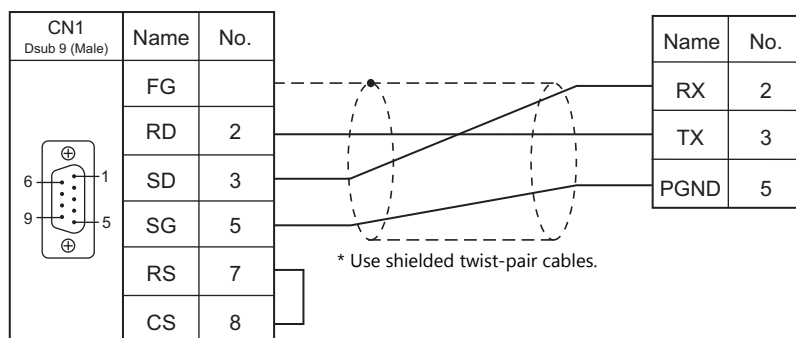 CN1
Dsub 9 (Male)
Name No.
FG
RD 2
SD 3
SG 5
RS 7
CS 8
6 1
9 5
* Use shielded twist-pair cables.
Name No.
RX 2
TX 3
PGND 5